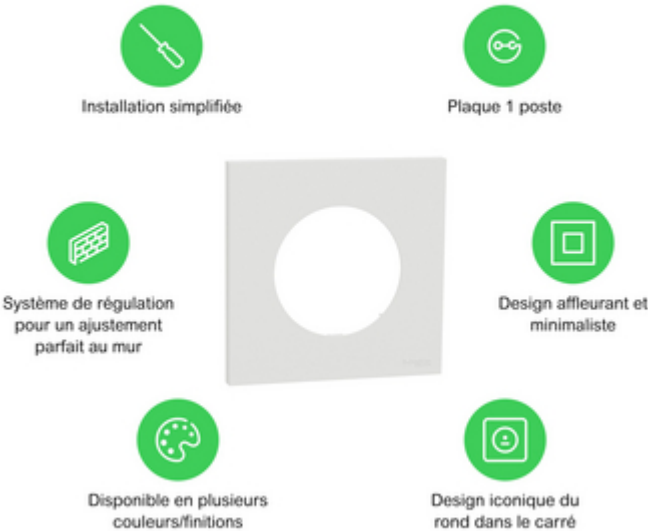 Installation simplifiée
Plaque 1 poste
Système de régulation
pour un ajustement
parfait au mur
Design affleurant et
minimaliste
Disponible en plusieurs
couleurs/finitions
Design iconique du
rond dans le carré